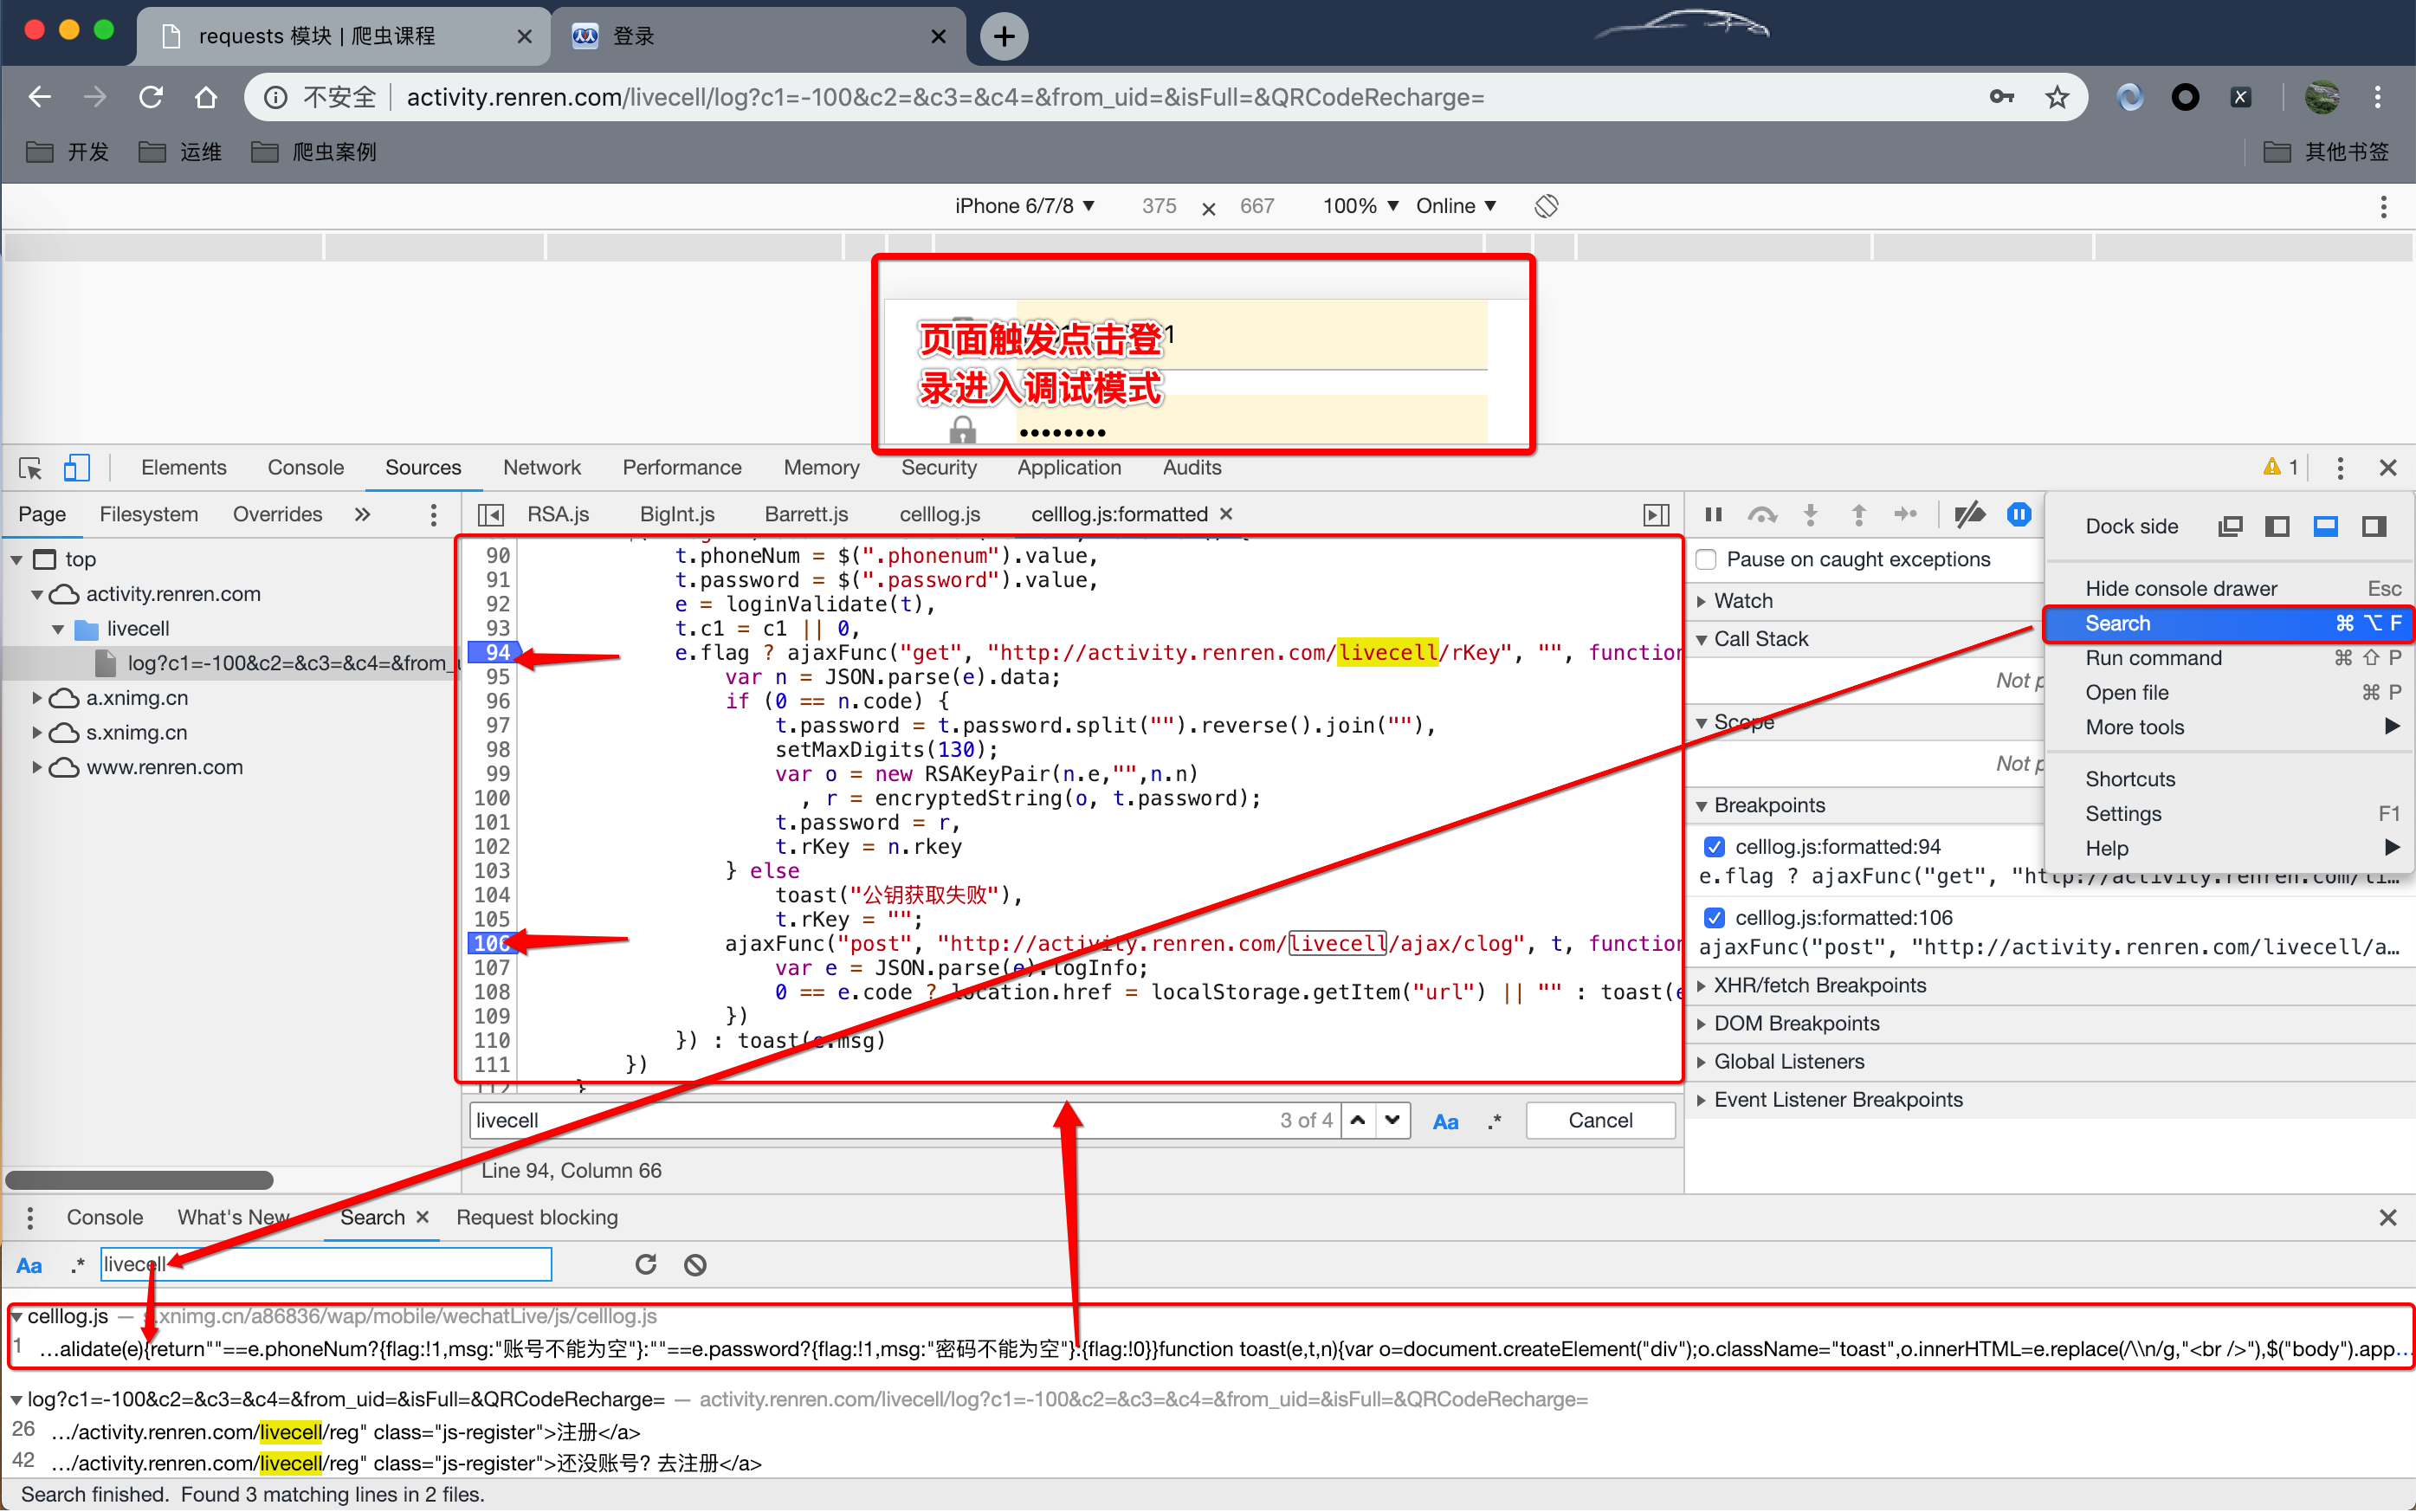 requests 模块 | 爬虫课程
登录
不安全 activity.renren.com/livecell/log?c1=-100&c2=&c3=&c4=&from_uid=&isFull=&QRCodeRecharge=
开发 运维 爬虫案例 其他书签
iPhone 6/7/8 ▼ 375 × 667 100% ▼ Online ▼
页面触发点击登
录进入调试模式
1
••••••••
Elements Console Sources Network Performance Memory Security Application Audits 1
Page Filesystem Overrides »
RSA.js BigInt.js Barrett.js celllog.js celllog.js:formatted ×
top
activity.renren.com
livecell
log?c1=-100&c2=&c3=&c4=&from_
a.xnimg.cn
s.xnimg.cn
www.renren.com
90 t.phoneNum = $(".phonenum").value,
91 t.password = $(".password").value,
92 e = loginValidate(t),
93 t.c1 = c1 || 0,
94 e.flag ? ajaxFunc("get", "http://activity.renren.com/livecell/rKey", "", function
95 var n = JSON.parse(e).data;
96 if (0 == n.code) {
97 t.password = t.password.split("").reverse().join(""),
98 setMaxDigits(130);
99 var o = new RSAKeyPair(n.e,"",n.n)
100 , r = encryptedString(o, t.password);
101 t.password = r,
102 t.rKey = n.rkey
103 } else
104 toast("公钥获取失败"),
105 t.rKey = "";
106 ajaxFunc("post", "http://activity.renren.com/livecell/ajax/clog", t, function
107 var e = JSON.parse(e).logInfo;
108 0 == e.code ? location.href = localStorage.getItem("url") || "" : toast(e
109 })
110 }) : toast(e.msg)
111 })
112 }
livecell 3 of 4 Aa .* Cancel
Line 94, Column 66
Pause on caught exceptions
Watch
Call Stack
Not p
Scope
Not p
Breakpoints
celllog.js:formatted:94
e.flag ? ajaxFunc("get", "http://activity.renren.com/li…
celllog.js:formatted:106
ajaxFunc("post", "http://activity.renren.com/livecell/a…
XHR/fetch Breakpoints
DOM Breakpoints
Global Listeners
Event Listener Breakpoints
Dock side
Hide console drawer Esc
Search ⌘ ⌥ F
Run command ⌘ ⇧ P
Open file ⌘ P
More tools
Shortcuts
Settings F1
Help
Console What's New Search × Request blocking
Aa .* livecell
celllog.js — s.xnimg.cn/a86836/wap/mobile/wechatLive/js/celllog.js
1 …alidate(e){return""==e.phoneNum?{flag:!1,msg:"账号不能为空"}:""==e.password?{flag:!1,msg:"密码不能为空"}:{flag:!0}}function toast(e,t,n){var o=document.createElement("div");o.className="toast",o.innerHTML=e.replace(/\\n/g,"<br />"),$("body").app…
log?c1=-100&c2=&c3=&c4=&from_uid=&isFull=&QRCodeRecharge= — activity.renren.com/livecell/log?c1=-100&c2=&c3=&c4=&from_uid=&isFull=&QRCodeRecharge=
26 …/activity.renren.com/livecell/reg" class="js-register">注册</a>
42 …/activity.renren.com/livecell/reg" class="js-register">还没账号? 去注册</a>
Search finished. Found 3 matching lines in 2 files.